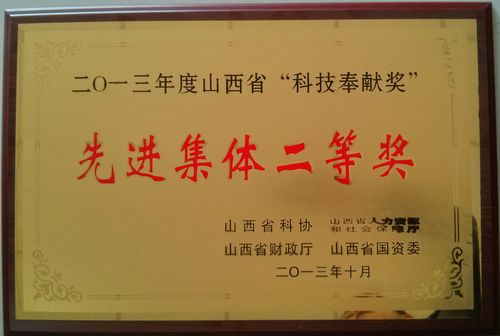 二〇一三年度山西省“科技奉献奖”
先进集体二等奖
山西省科协 山西省人力资源和社会保障厅
山西省财政厅 山西省国资委
二〇一三年十月